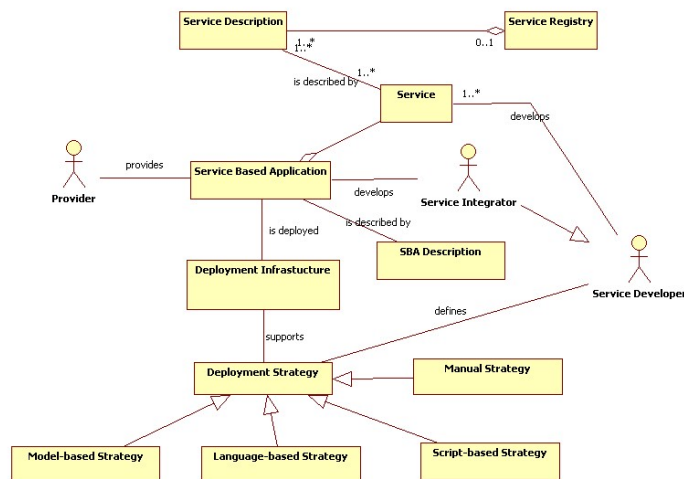 Service Description
Service Registry
1..*
0..1
1..*
1..*
is described by
Service
1..*
develops
provides
Service Based Application
develops
Provider
Service Integrator
is described by
is deployed
SBA Description
Deployment Infrastucture
Service Developer
defines
supports
Deployment Strategy
Manual Strategy
Model-based Strategy
Language-based Strategy
Script-based Strategy